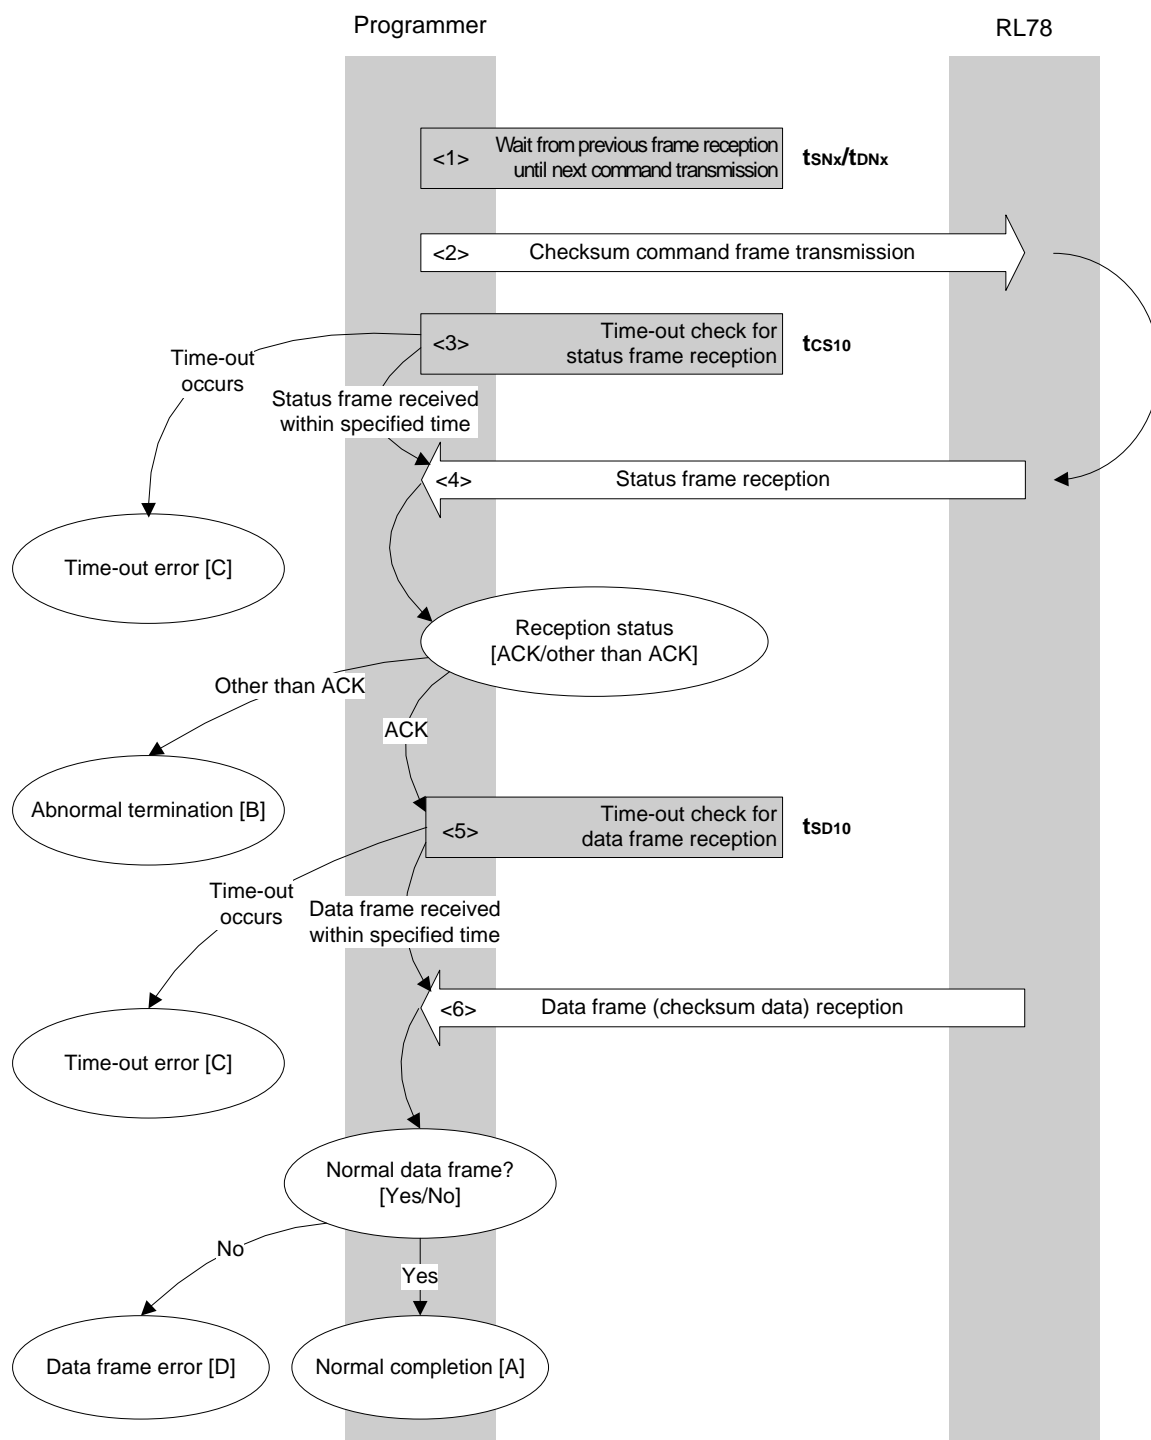 Programmer
RL78
<1>
Wait from previous frame reception
until next command transmission
tSNx/tDNx
<2>
Checksum command frame transmission
<3>
Time-out check for
status frame reception
tCS10
Time-out
occurs
Status frame received
within specified time
<4>
Status frame reception
Time-out error [C]
Reception status
[ACK/other than ACK]
Other than ACK
ACK
Abnormal termination [B]
<5>
Time-out check for
data frame reception
tSD10
Time-out
occurs
Data frame received
within specified time
<6>
Data frame (checksum data) reception
Time-out error [C]
Normal data frame?
[Yes/No]
No
Yes
Data frame error [D]
Normal completion [A]